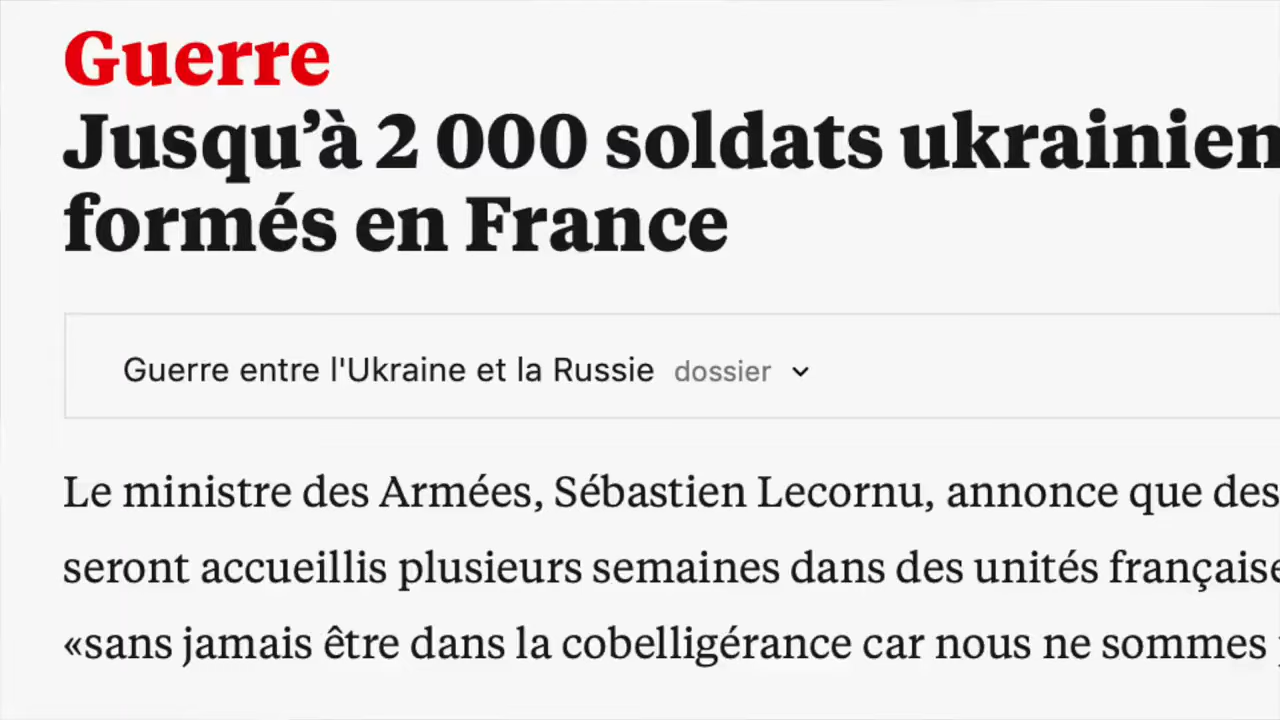 Guerre
Jusqu’à 2 000 soldats ukrainien
formés en France
Guerre entre l'Ukraine et la Russie dossier
Le ministre des Armées, Sébastien Lecornu, annonce que des
seront accueillis plusieurs semaines dans des unités française
«sans jamais être dans la cobelligérance car nous ne sommes